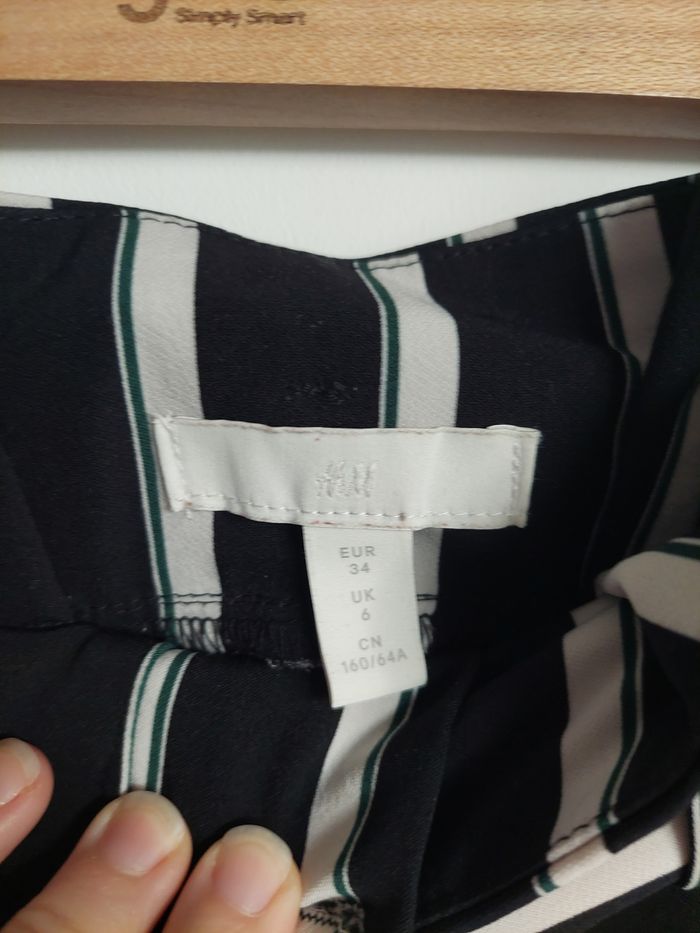 Simply Smart
H&M
EUR
34
UK
6
CN
160/64A